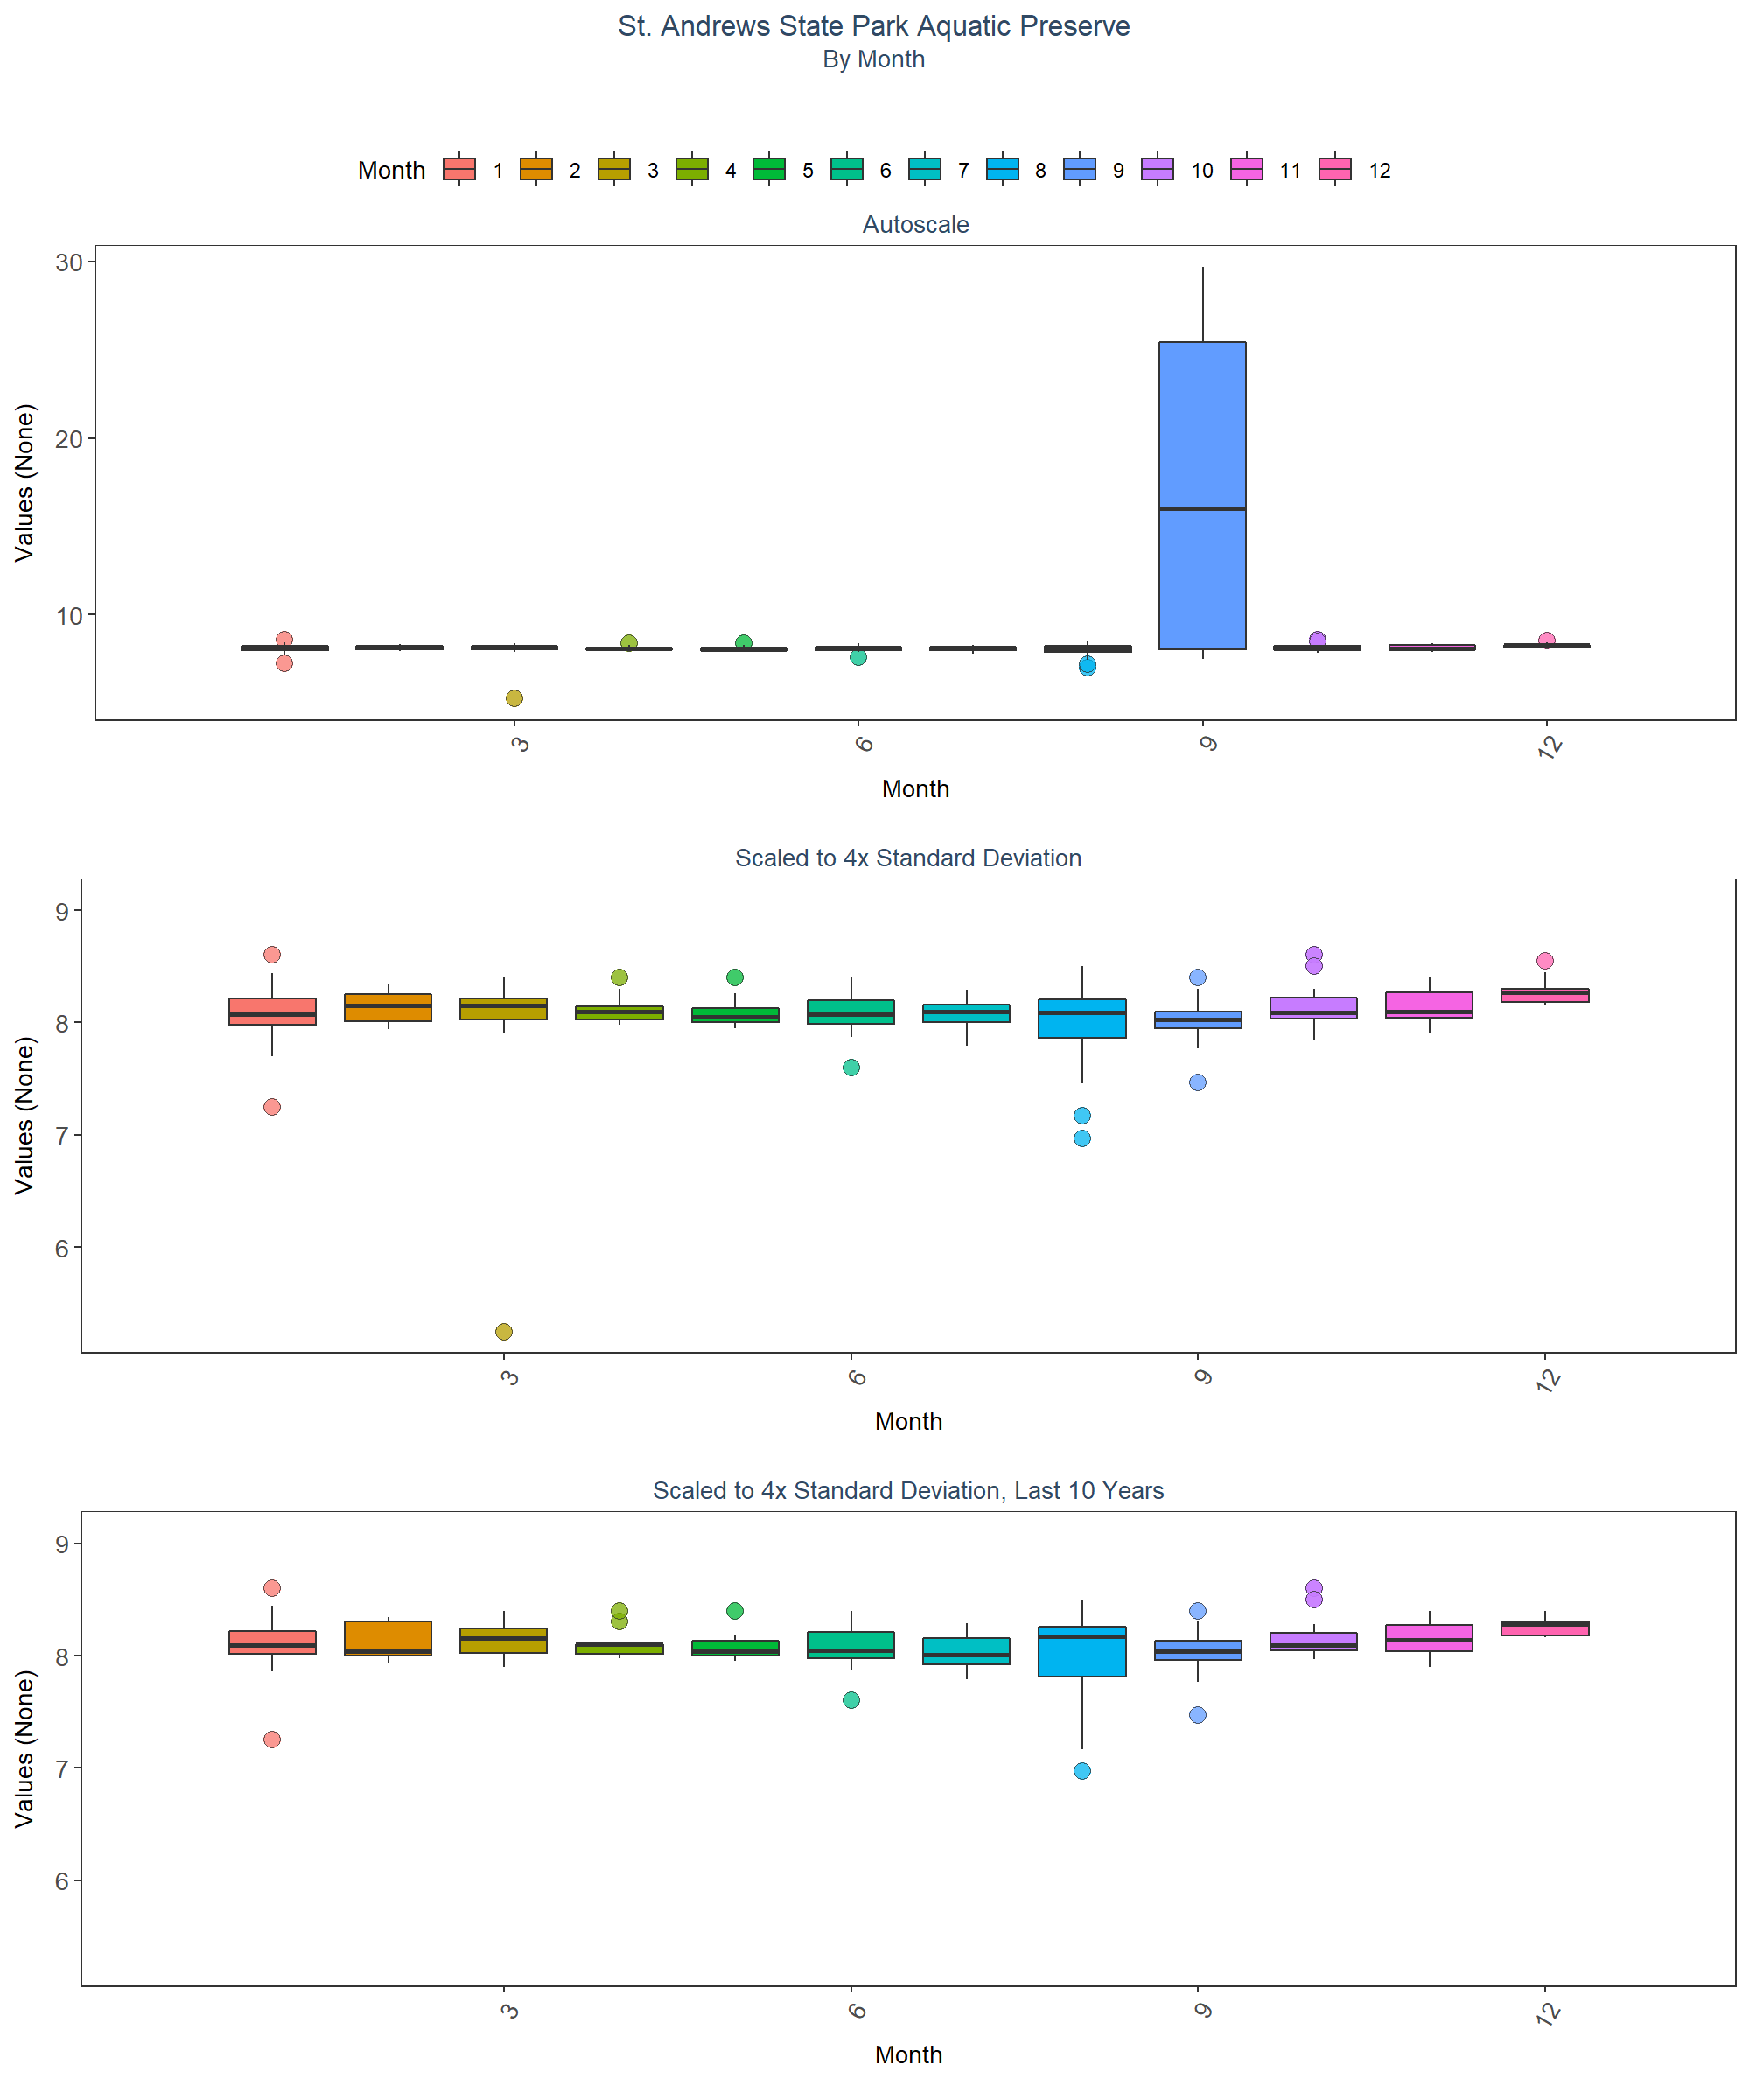 St. Andrews State Park Aquatic Preserve
By Month
Month 1 2 3 4 5 6 7 8 9 10 11 12
Autoscale
30
20
10
Values (None)
3 6 9 12
Month
Scaled to 4x Standard Deviation
9
8
7
6
Values (None)
3 6 9 12
Month
Scaled to 4x Standard Deviation, Last 10 Years
9
8
7
6
Values (None)
3 6 9 12
Month